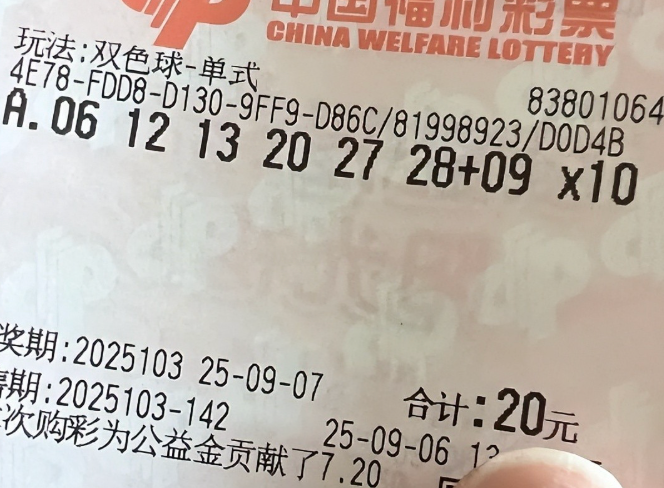 中国福利彩票
CHINA WELFARE LOTTERY
玩法:双色球-单式
83801064
4E78-FDD8-D130-9FF9-D86C/81998923/D0D4B
A.06 12 13 20 27 28+09 x10
奖期:2025103 25-09-07
合计:20元
期:2025103-142
25-09-06
次购彩为公益金贡献了7.20